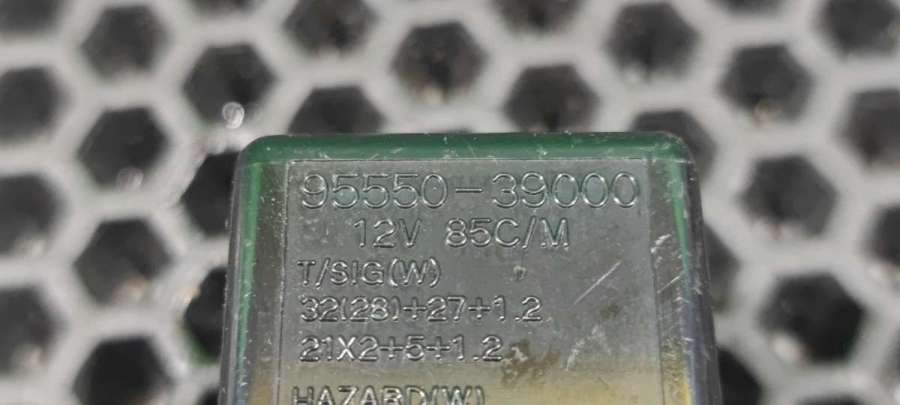 95550-39000
12V 85C/M
T/SIG(W)
32(28)+27+1.2
21X2+5+1.2
HAZARD(W)